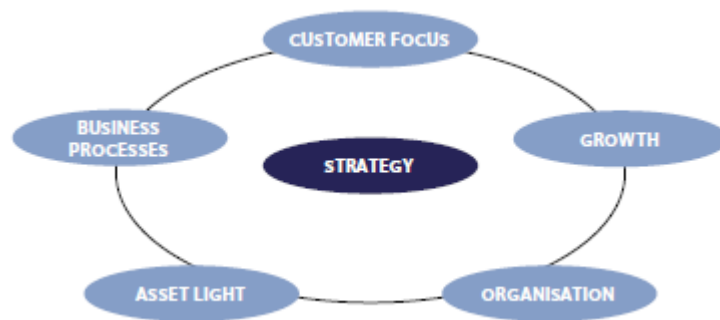 CUSTOMER FOCUS
BUSINESS
PROCESSES
GROWTH
STRATEGY
ASSET LIGHT
ORGANISATION